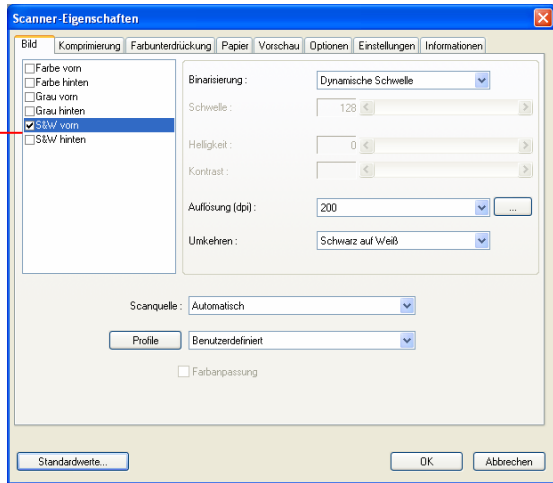 Scanner-Eigenschaften
Bild Komprimierung Farbunterdrückung Papier Vorschau Optionen Einstellungen Informationen
Farbe vorn
Farbe hinten
Grau vorn
Grau hinten
S&W vorn
S&W hinten
Binarisierung : Dynamische Schwelle
Schwelle : 128
Helligkeit : 0
Kontrast :
Auflösung (dpi) : 200 ...
Umkehren : Schwarz auf Weiß
Scanquelle : Automatisch
Profile Benutzerdefiniert
Farbanpassung
Standardwerte... OK Abbrechen